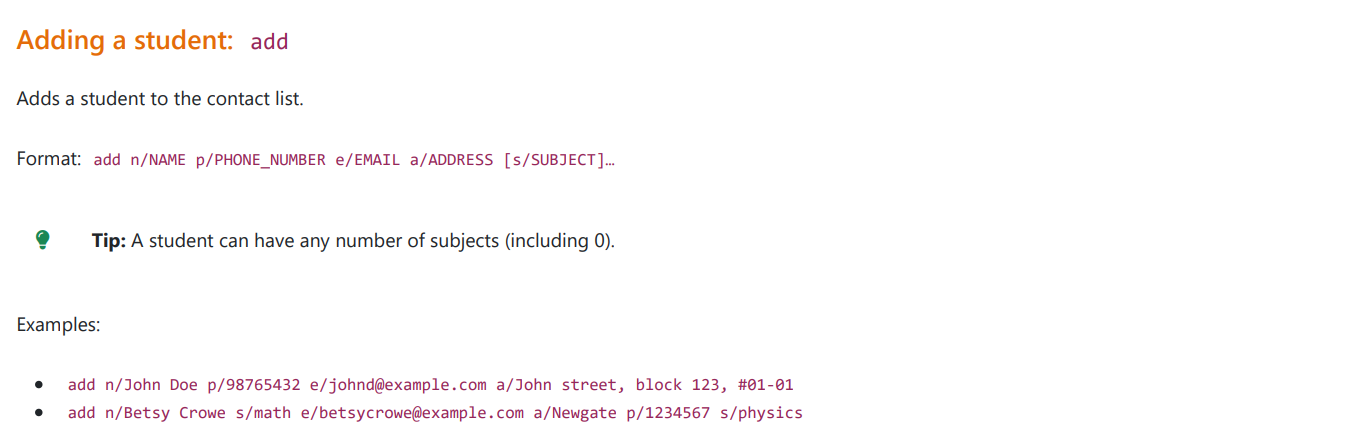 Adding a student: add
Adds a student to the contact list.
Format: add n/NAME p/PHONE_NUMBER e/EMAIL a/ADDRESS [s/SUBJECT]…
Tip: A student can have any number of subjects (including 0).
Examples:
• add n/John Doe p/98765432 e/johnd@example.com a/John street, block 123, #01-01
• add n/Betsy Crowe s/math e/betsycrowe@example.com a/Newgate p/1234567 s/physics